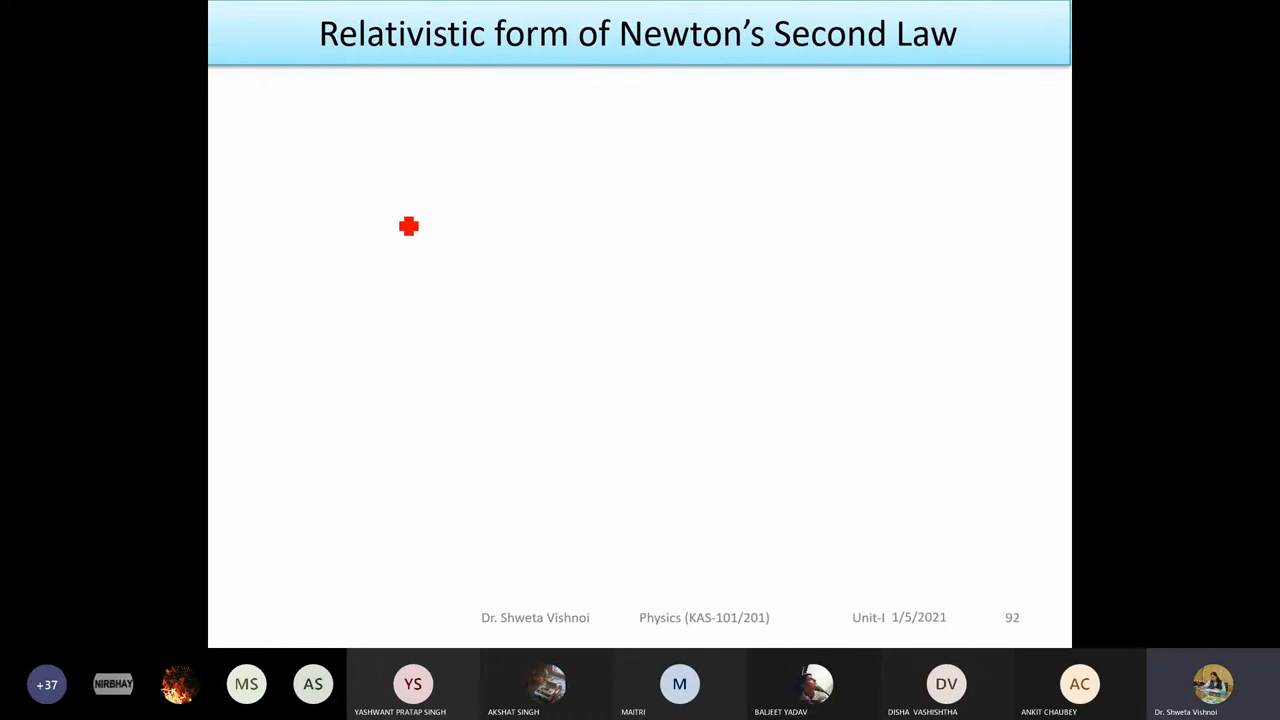 Relativistic form of Newton's Second Law
Dr. Shweta Vishnoi Physics (KAS-101/201) Unit-I 1/5/2021 92
+37 NIRBHAY MS AS YS M DV AC
YASHWANT PRATAP SINGH AKSHAT SINGH MAITRI BALJEET YADAV DISHA VASHISHTHA ANKIT CHAUBEY Dr. Shweta Vishnoi